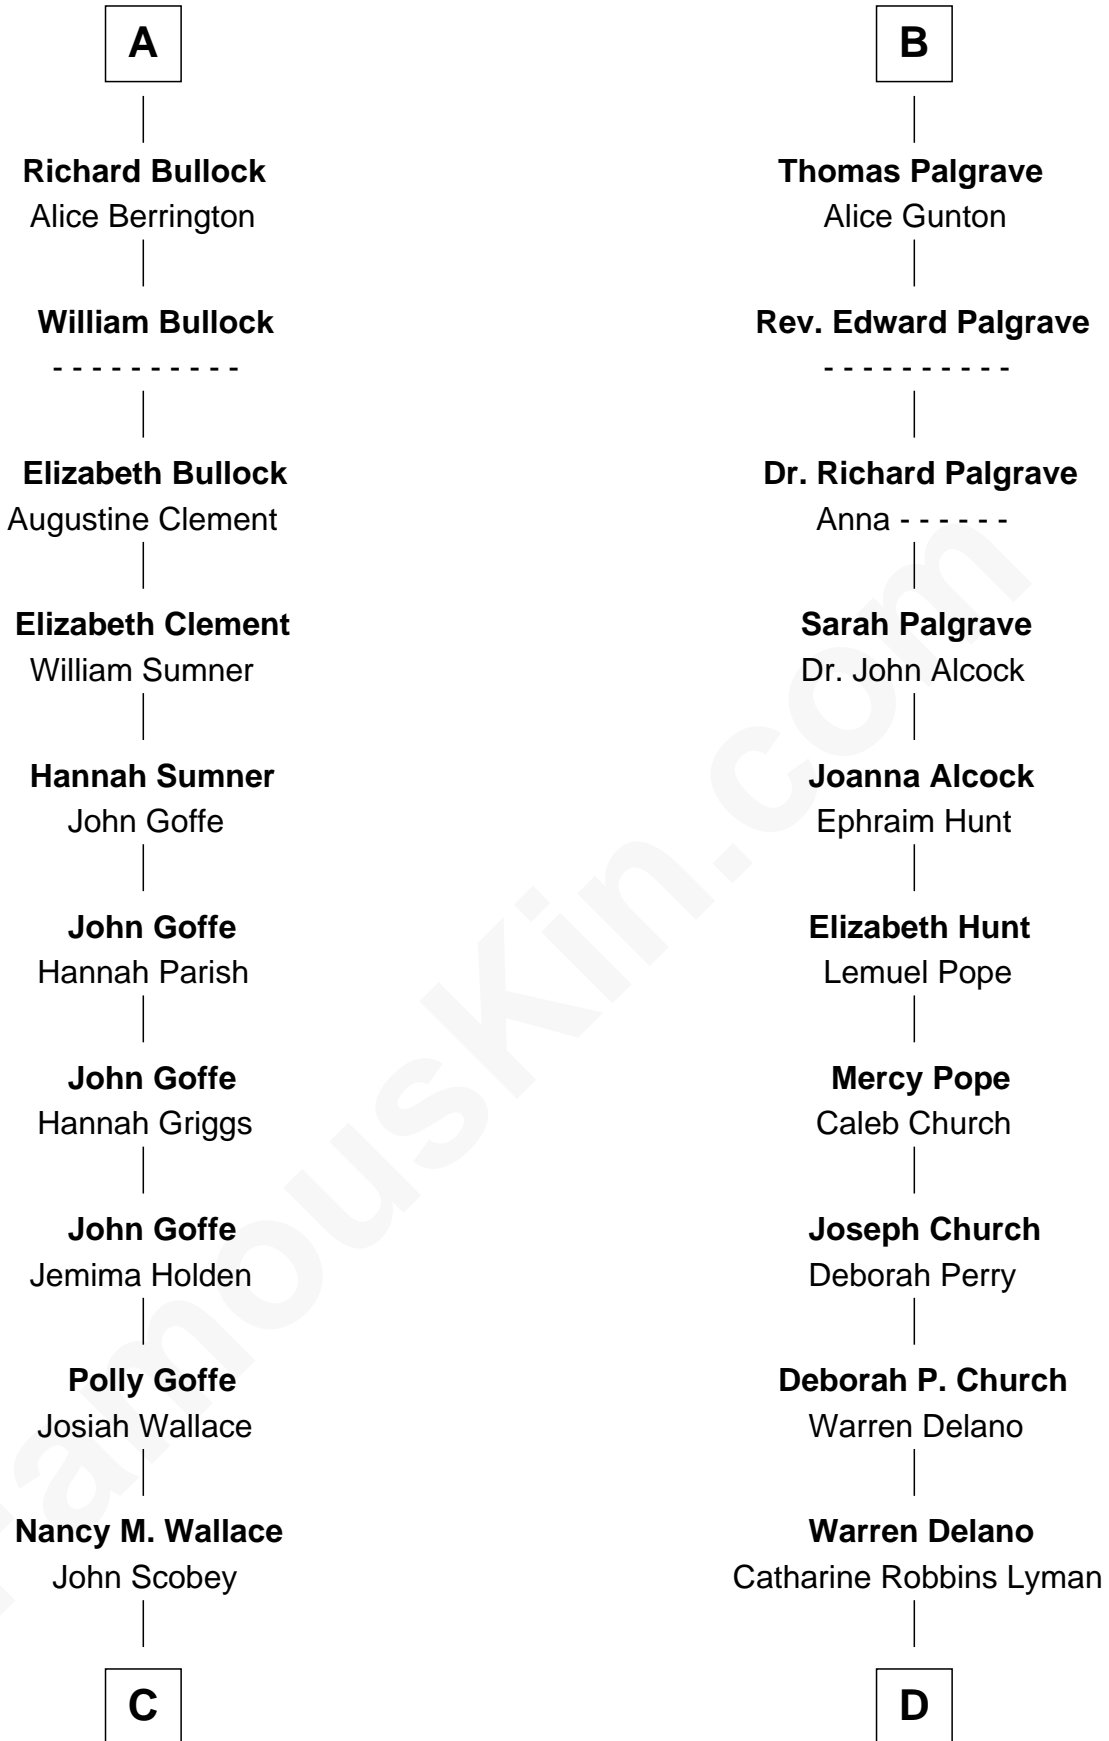 A
Richard Bullock
Alice Berrington
William Bullock
- - - - - - - - - -
Elizabeth Bullock
Augustine Clement
Elizabeth Clement
William Sumner
Hannah Sumner
John Goffe
John Goffe
Hannah Parish
John Goffe
Hannah Griggs
John Goffe
Jemima Holden
Polly Goffe
Josiah Wallace
Nancy M. Wallace
John Scobey
C
B
Thomas Palgrave
Alice Gunton
Rev. Edward Palgrave
- - - - - - - - - -
Dr. Richard Palgrave
Anna - - - - - -
Sarah Palgrave
Dr. John Alcock
Joanna Alcock
Ephraim Hunt
Elizabeth Hunt
Lemuel Pope
Mercy Pope
Caleb Church
Joseph Church
Deborah Perry
Deborah P. Church
Warren Delano
Warren Delano
Catharine Robbins Lyman
D
FamousKin.com